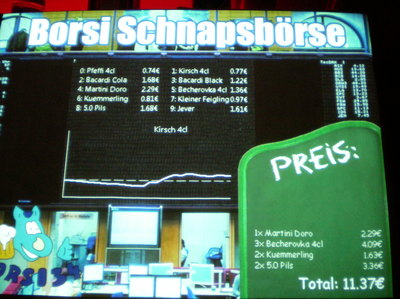 Borsi Schnapsbörse
0: Pfeffi 4cl 0.74€ 1: Kirsch 4cl 0.77€
2: Bacardi Cola 1.68€ 3: Bacardi Black 1.22€
4: Martini Doro 2.29€ 5: Becherovka 4cl 1.36€
6: Kuemmerling 0.81€ 7: Kleiner Feigling 0.97€
8: 5.0 Pils 1.68€ 9: Jever 1.61€
Kirsch 4cl
PREIS:
1x Martini Doro 2.29€
3x Becherovka 4cl 4.09€
2x Kuemmerling 1.63€
2x 5.0 Pils 3.36€
Total: 11.37€